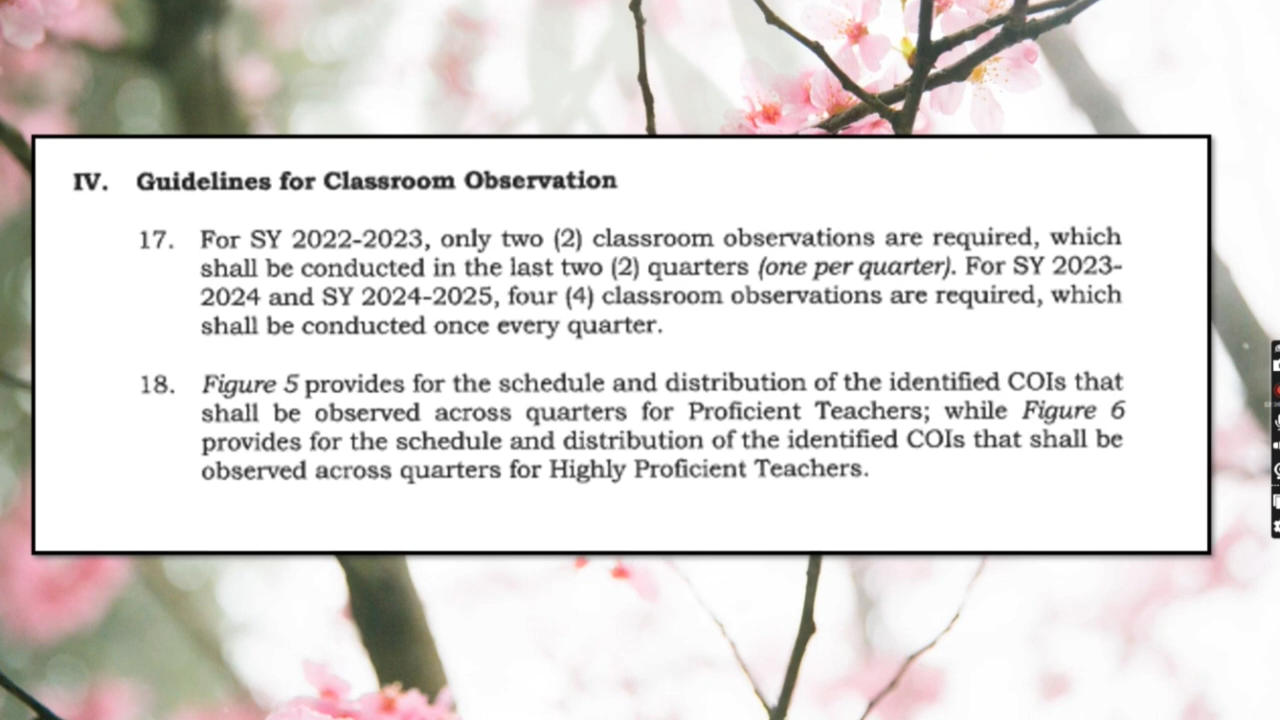 IV. Guidelines for Classroom Observation
17. For SY 2022-2023, only two (2) classroom observations are required, which
shall be conducted in the last two (2) quarters (one per quarter). For SY 2023-
2024 and SY 2024-2025, four (4) classroom observations are required, which
shall be conducted once every quarter.
18. Figure 5 provides for the schedule and distribution of the identified COIs that
shall be observed across quarters for Proficient Teachers; while Figure 6
provides for the schedule and distribution of the identified COIs that shall be
observed across quarters for Highly Proficient Teachers.